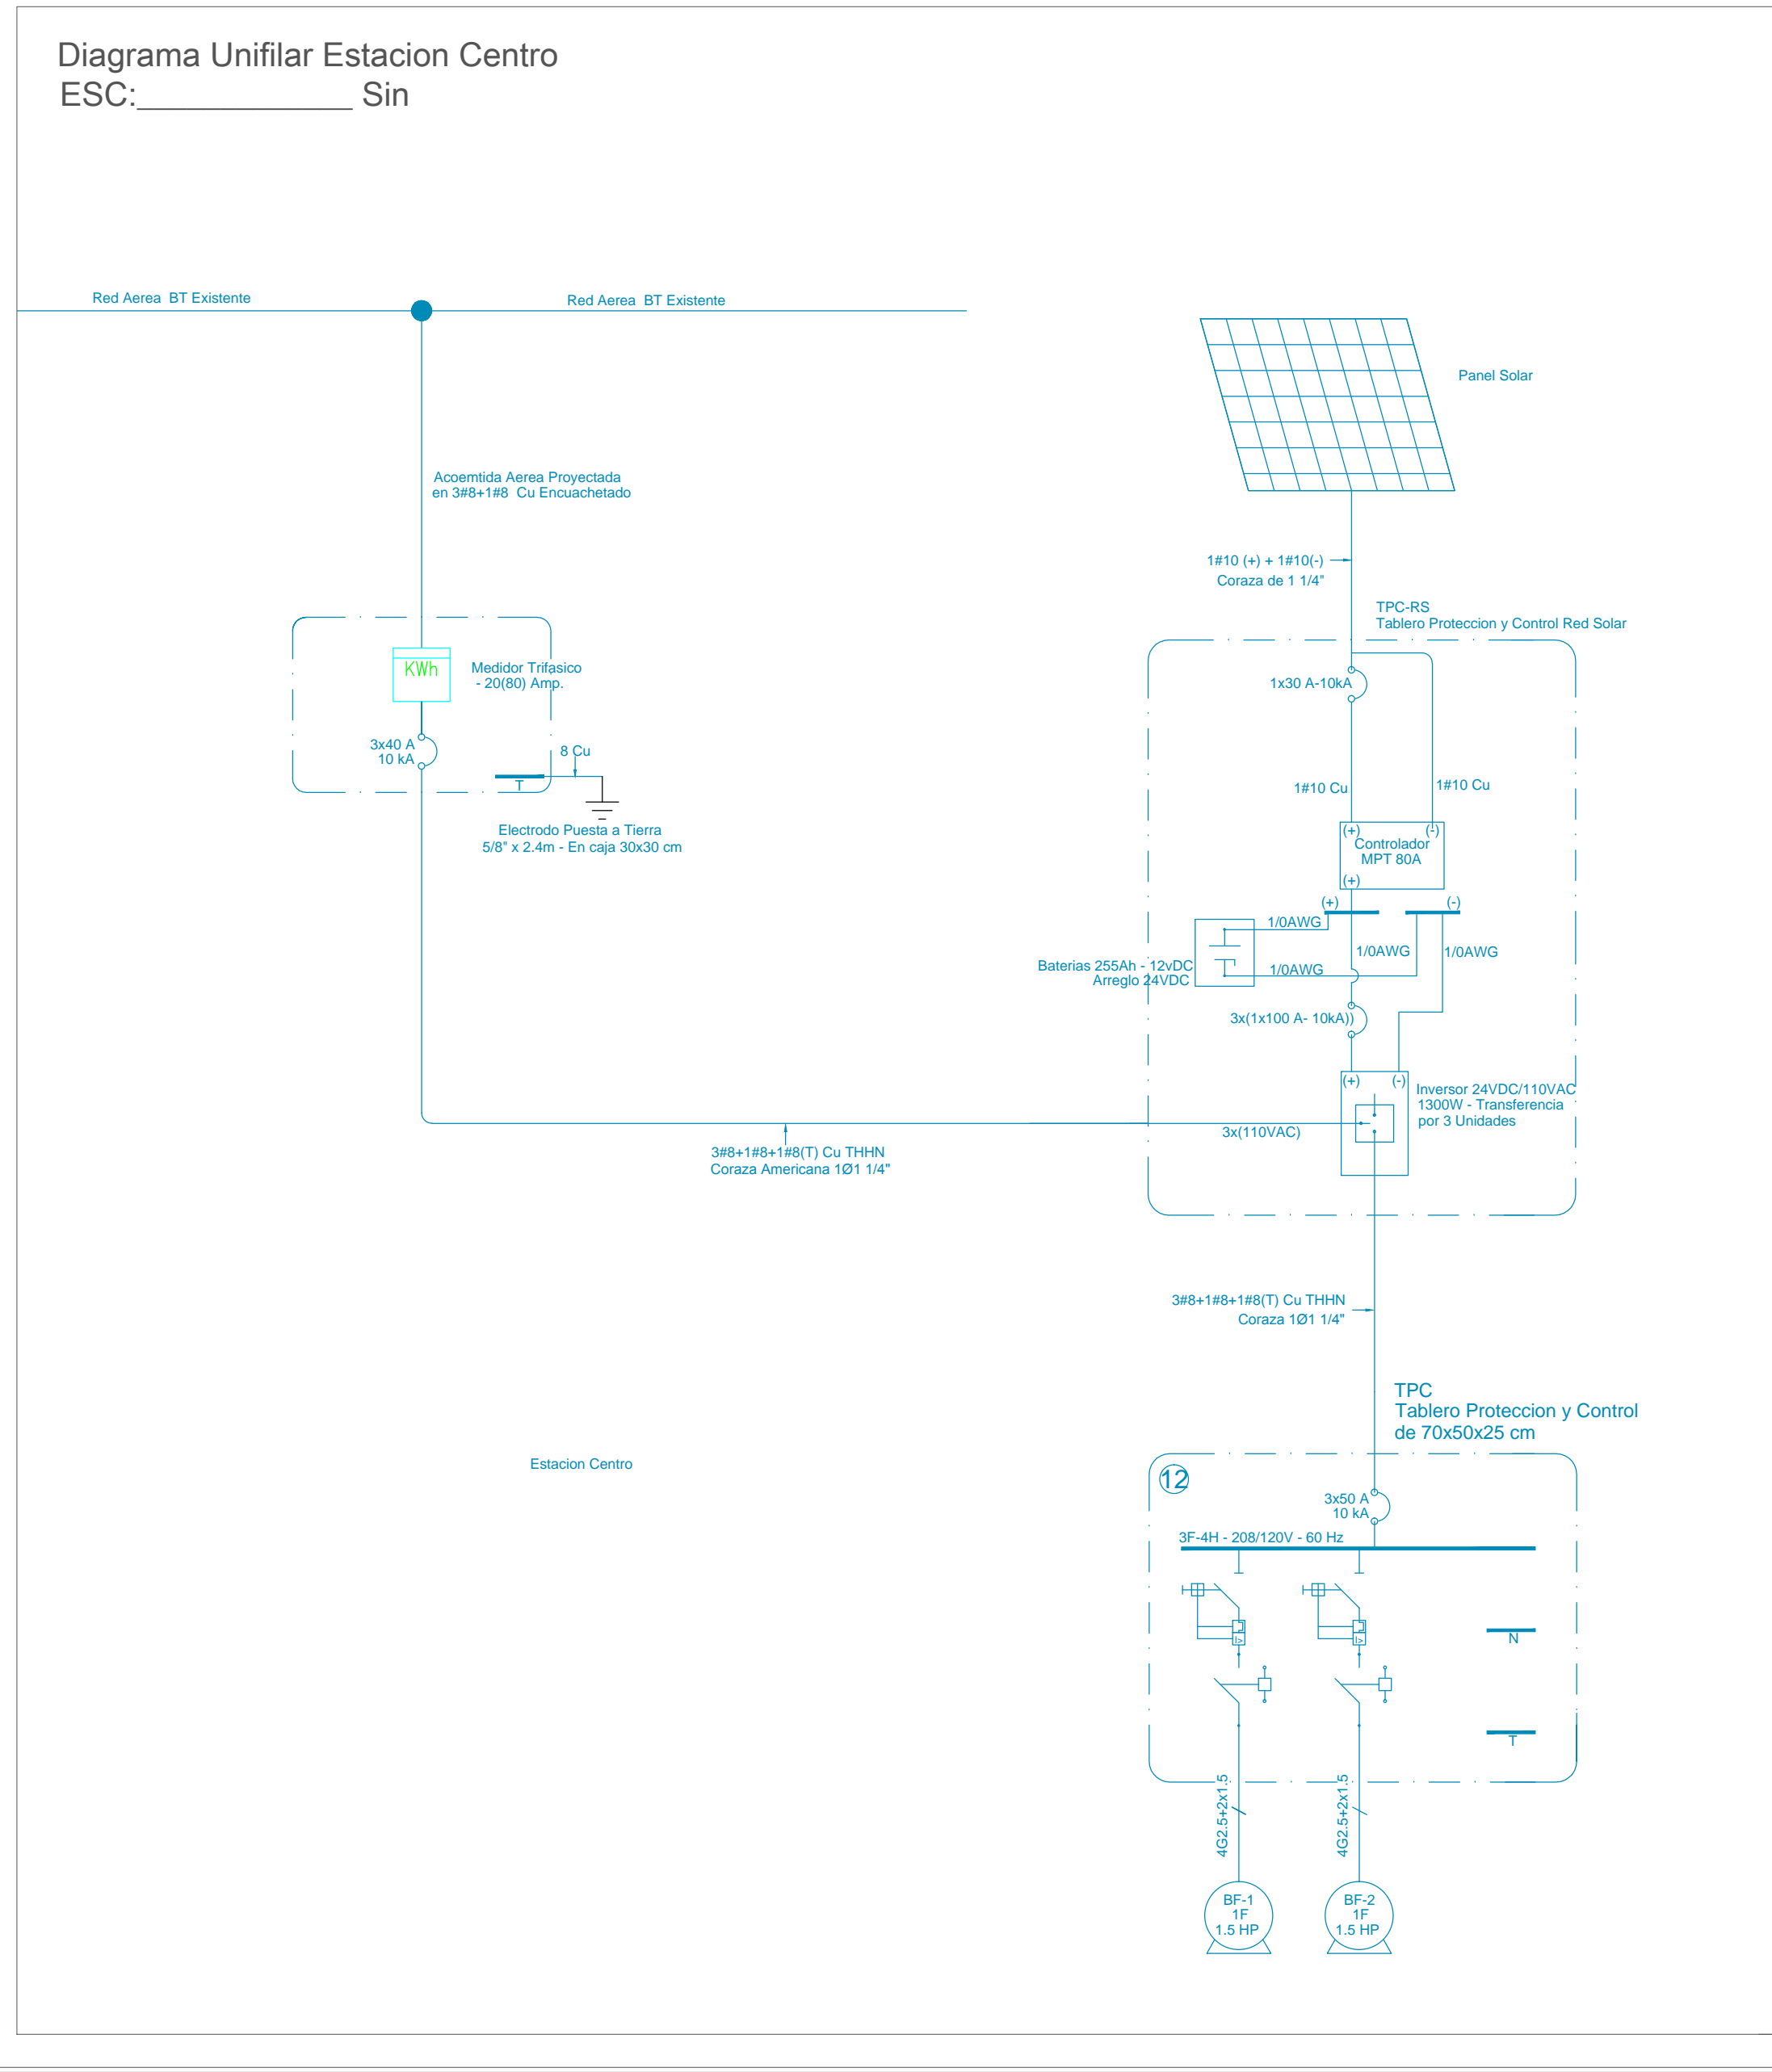 Diagrama Unifilar Estacion Centro
ESC:____________ Sin
Red Aerea  BT Existente
Red Aerea  BT Existente
Panel Solar
Acoemtida Aerea Proyectada
en 3#8+1#8  Cu Encuachetado
1#10 (+) + 1#10(-)
Coraza de 1 1/4"
TPC-RS
Tablero Proteccion y Control Red Solar
KWh
Medidor Trifasico
- 20(80) Amp.
1x30 A-10kA
3x40 A
10 kA
8 Cu
T
Electrodo Puesta a Tierra
5/8" x 2.4m - En caja 30x30 cm
1#10 Cu
1#10 Cu
(+)
(-)
Controlador
MPT 80A
(+)
(+)
(-)
1/0AWG
1/0AWG
1/0AWG
Baterias 255Ah - 12vDC
Arreglo 24VDC
1/0AWG
3x(1x100 A- 10kA))
(+)
(-)
Inversor 24VDC/110VAC
1300W - Transferencia
por 3 Unidades
3x(110VAC)
3#8+1#8+1#8(T) Cu THHN
Coraza Americana 1Ø1 1/4"
3#8+1#8+1#8(T) Cu THHN
Coraza 1Ø1 1/4"
TPC
Tablero Proteccion y Control
de 70x50x25 cm
Estacion Centro
12
3x50 A
10 kA
3F-4H - 208/120V - 60 Hz
I>
I>
N
T
4G2.5+2x1.5
4G2.5+2x1.5
BF-1
1F
1.5 HP
BF-2
1F
1.5 HP